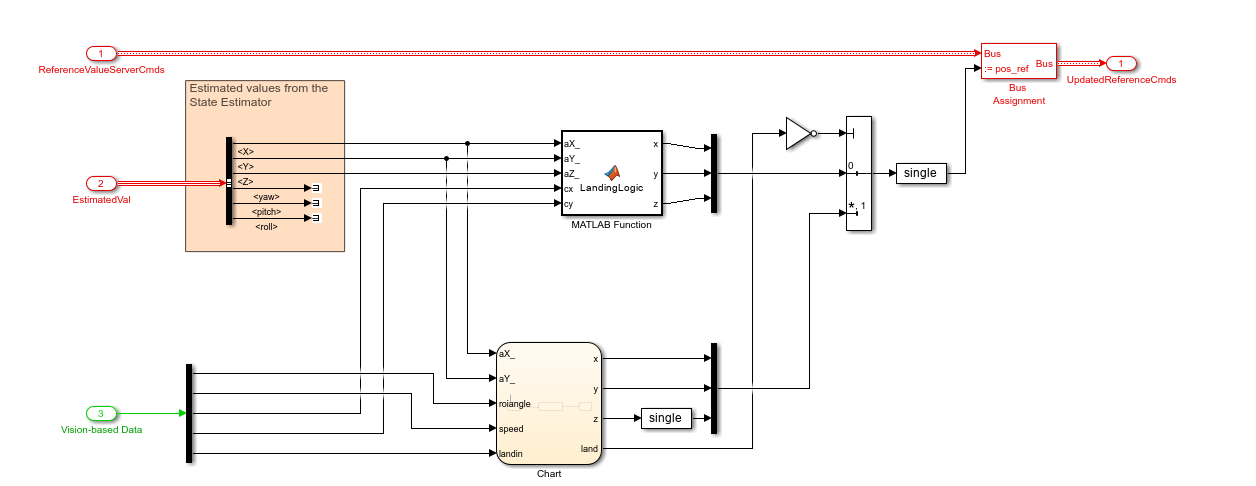 1
ReferenceValueServerCmds
Bus
:= pos_ref
Bus
Bus
Assignment
1
UpdatedReferenceCmds
Estimated values from the
State Estimator
2
EstimatedVal
<X>
<Y>
<Z>
<yaw>
<pitch>
<roll>
aX_
aY_
aZ_
cx
cy
LandingLogic
x
y
z
MATLAB Function
0
*, 1
single
3
Vision-based Data
aX_
aY_
roiangle
speed
landin
x
y
z
land
Chart
single